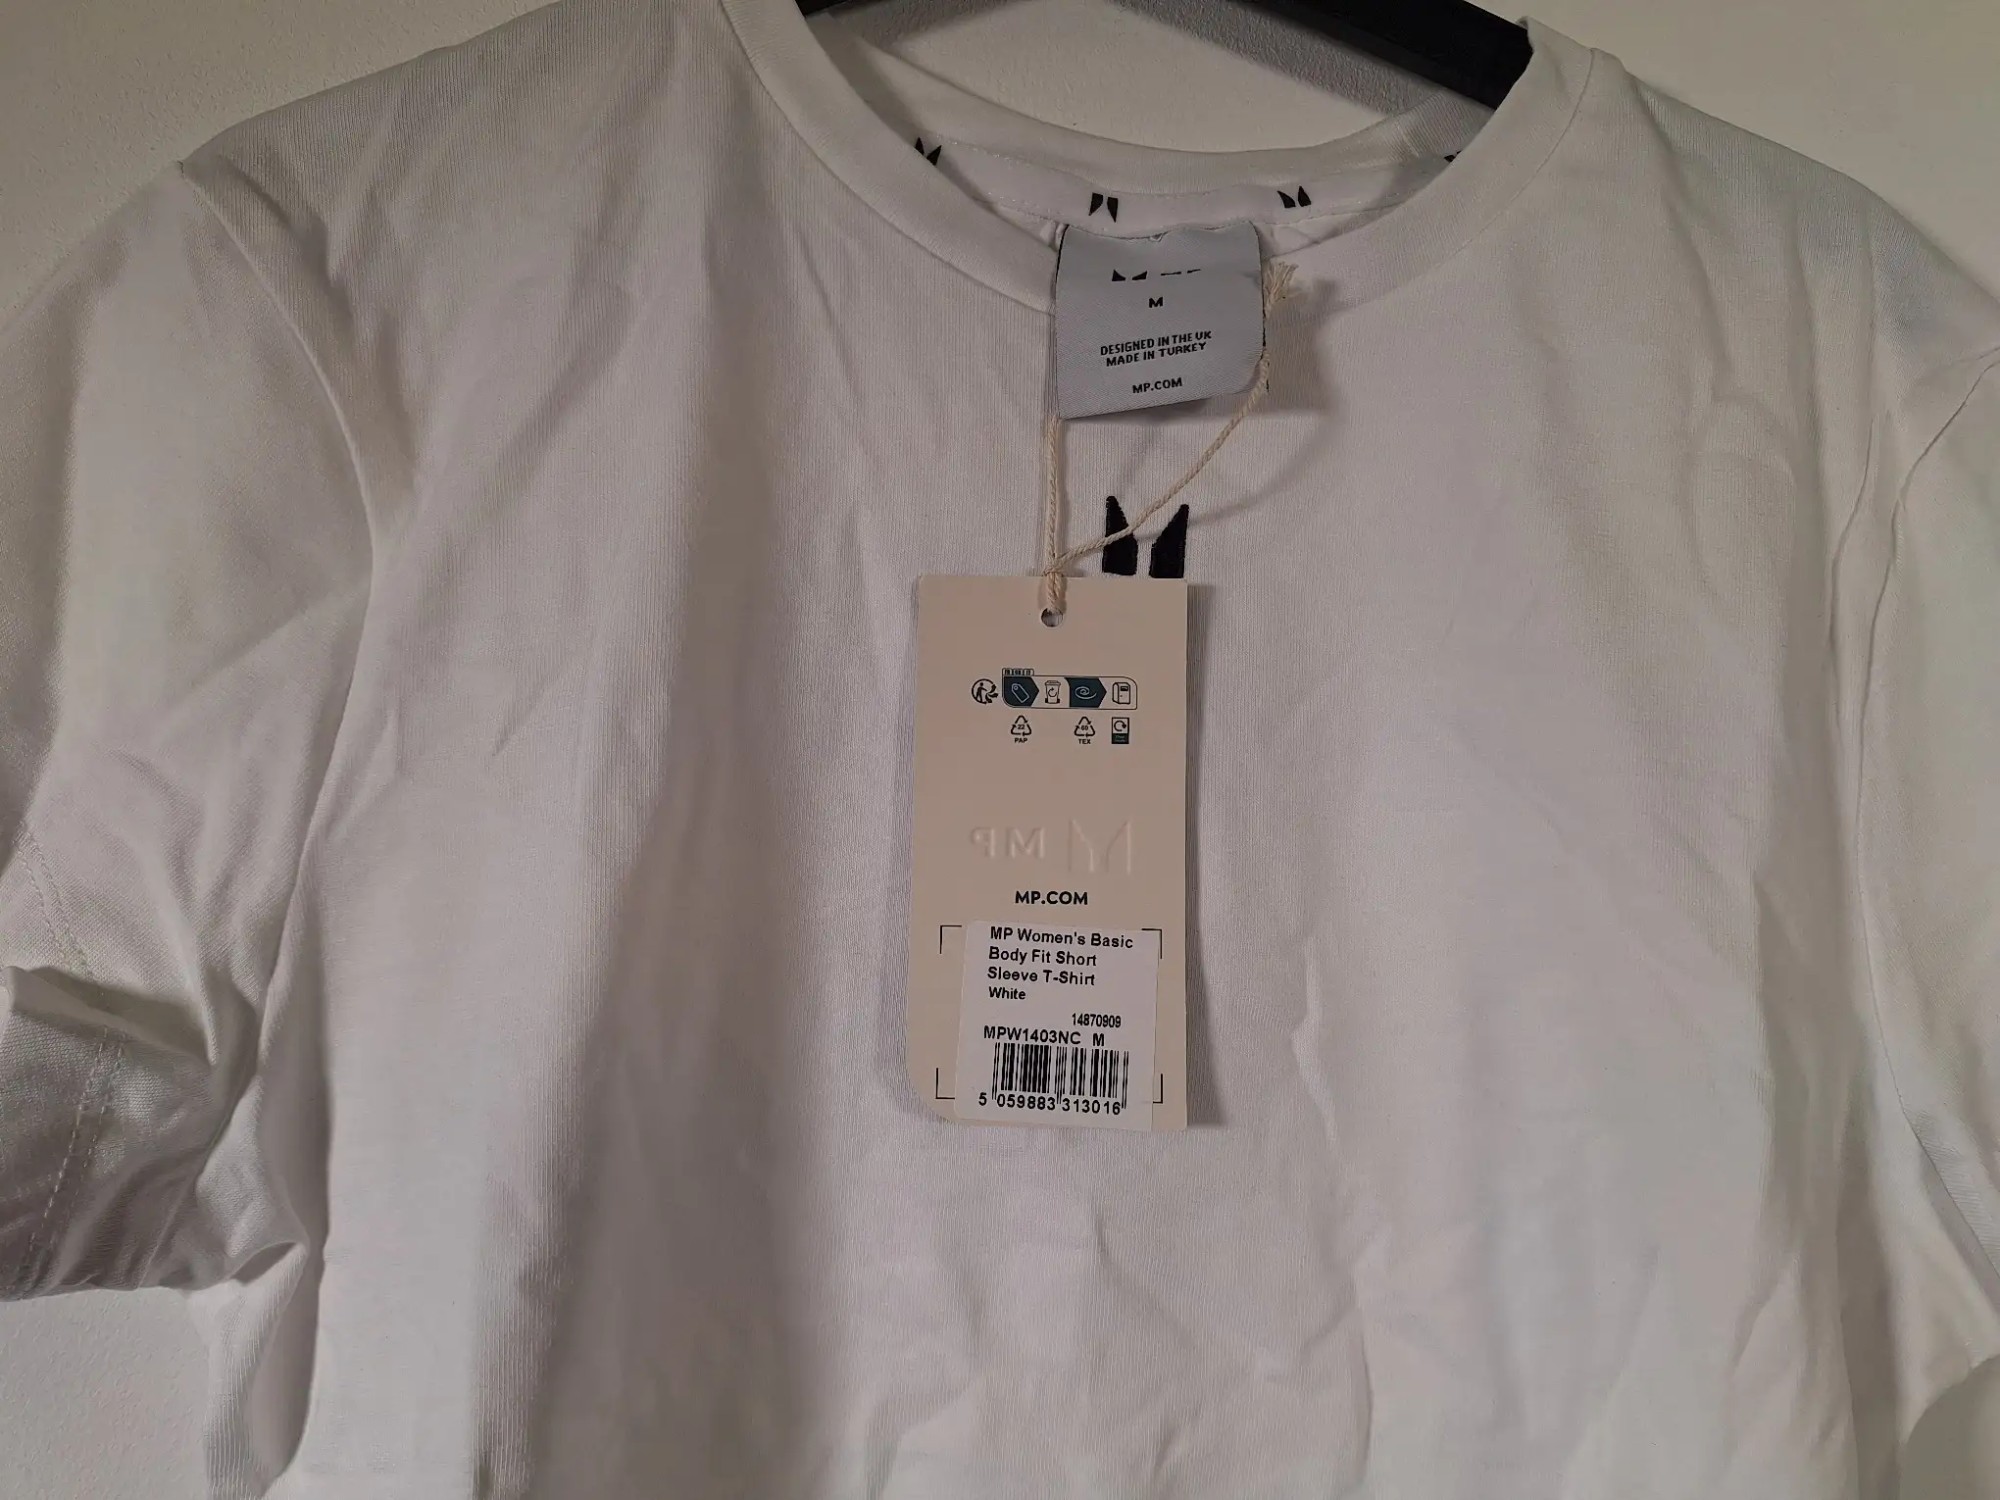 M
DESIGNED IN THE UK
MADE IN TURKEY
MP.COM
22
PAP
TEX
MP
MP.COM
MP Women's Basic
Body Fit Short
Sleeve T-Shirt
White
14870909
MPW1403NC M
5 059883 313016